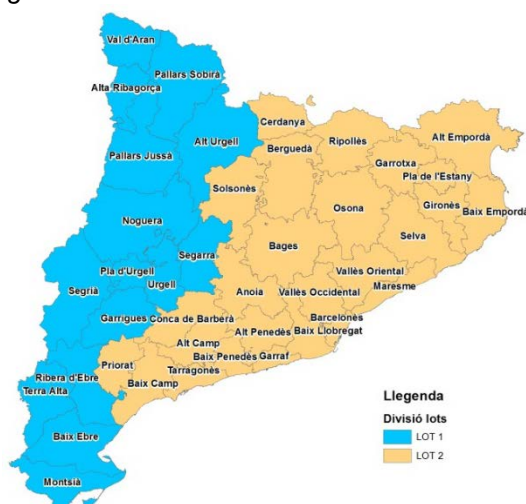 Val d'Aran
Pallars Sobirà
Alta Ribagorça
Cerdanya
Alt Urgell
Berguedà
Ripollès
Alt Empordà
Garrotxa
Pallars Jussà
Pla de l'Estany
Solsonès
Osona
Gironès
Baix Empordà
Noguera
Selva
Bages
Segarra
Pla d'Urgell
Vallès Oriental
Urgell
Maresme
Segrià
Anoia
Vallès Occidental
Garrigues
Conca de Barberà
Barcelonès
Alt Penedès
Baix Llobregat
Alt Camp
Baix Penedès
Garraf
Priorat
Tarragonès
Ribera d'Ebre
Baix Camp
Terra Alta
Baix Ebre
Montsià
Llegenda
Divisió lots
LOT 1
LOT 2